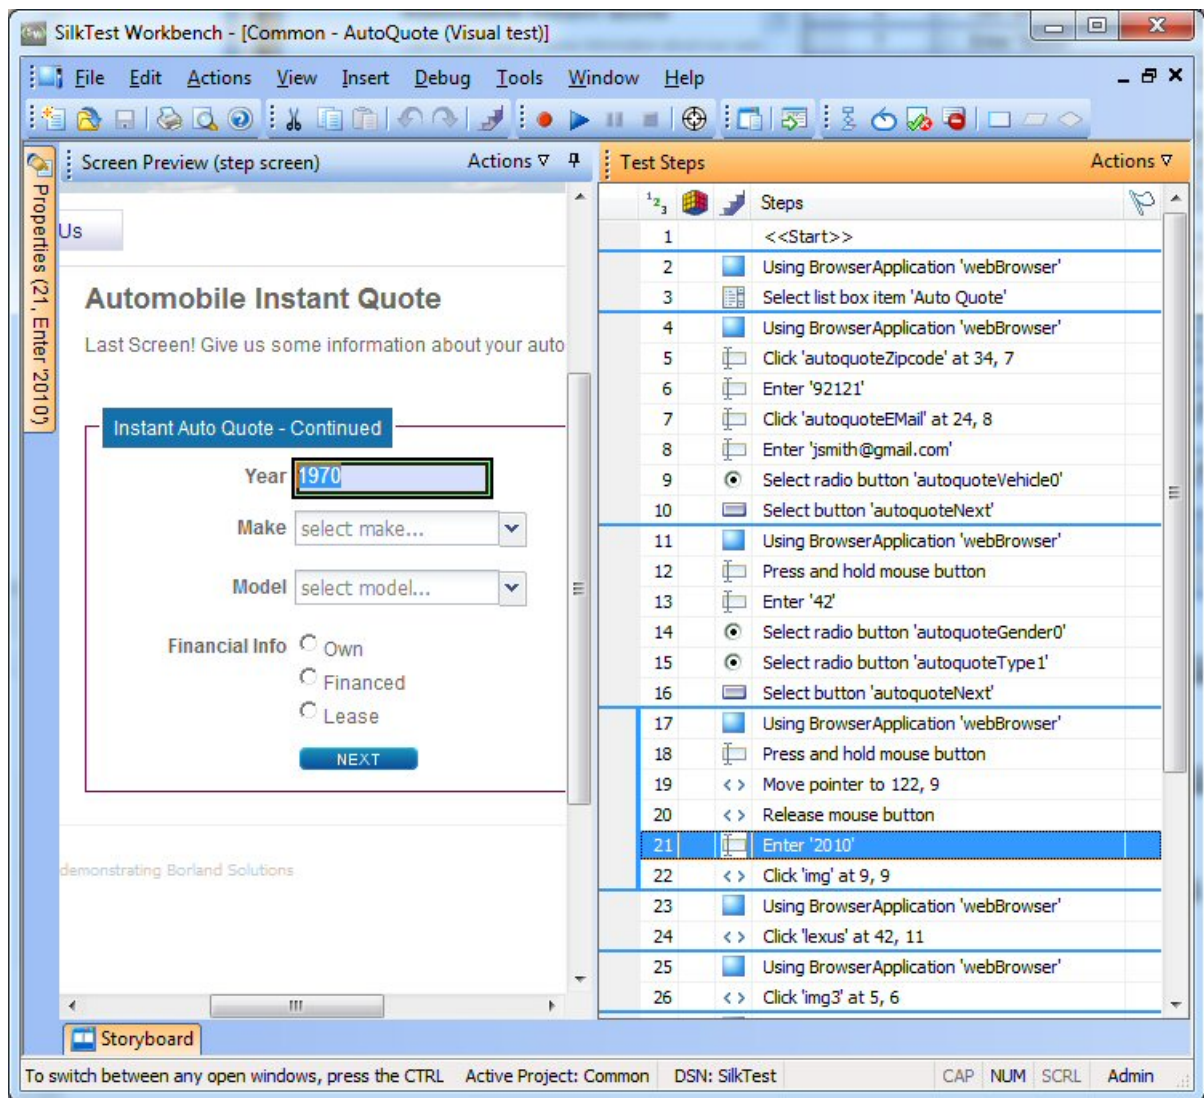 SilkTest Workbench - [Common - AutoQuote (Visual test)]
File Edit Actions View Insert Debug Tools Window Help
Properties (21, Enter '2010')
Screen Preview (step screen) Actions
Us
Automobile Instant Quote
Last Screen! Give us some information about your auto
Instant Auto Quote - Continued
Year 1970
Make select make...
Model select model...
Financial Info Own
Financed
Lease
NEXT
demonstrating Borland Solutions
Test Steps Actions
1 2 3 Steps
1 <<Start>>
2 Using BrowserApplication 'webBrowser'
3 Select list box item 'Auto Quote'
4 Using BrowserApplication 'webBrowser'
5 Click 'autoquoteZipcode' at 34, 7
6 Enter '92121'
7 Click 'autoquoteEMail' at 24, 8
8 Enter 'jsmith@gmail.com'
9 Select radio button 'autoquoteVehicle0'
10 Select button 'autoquoteNext'
11 Using BrowserApplication 'webBrowser'
12 Press and hold mouse button
13 Enter '42'
14 Select radio button 'autoquoteGender0'
15 Select radio button 'autoquoteType1'
16 Select button 'autoquoteNext'
17 Using BrowserApplication 'webBrowser'
18 Press and hold mouse button
19 Move pointer to 122, 9
20 Release mouse button
21 Enter '2010'
22 Click 'img' at 9, 9
23 Using BrowserApplication 'webBrowser'
24 Click 'lexus' at 42, 11
25 Using BrowserApplication 'webBrowser'
26 Click 'img3' at 5, 6
Storyboard
To switch between any open windows, press the CTRL Active Project: Common DSN: SilkTest CAP NUM SCRL Admin